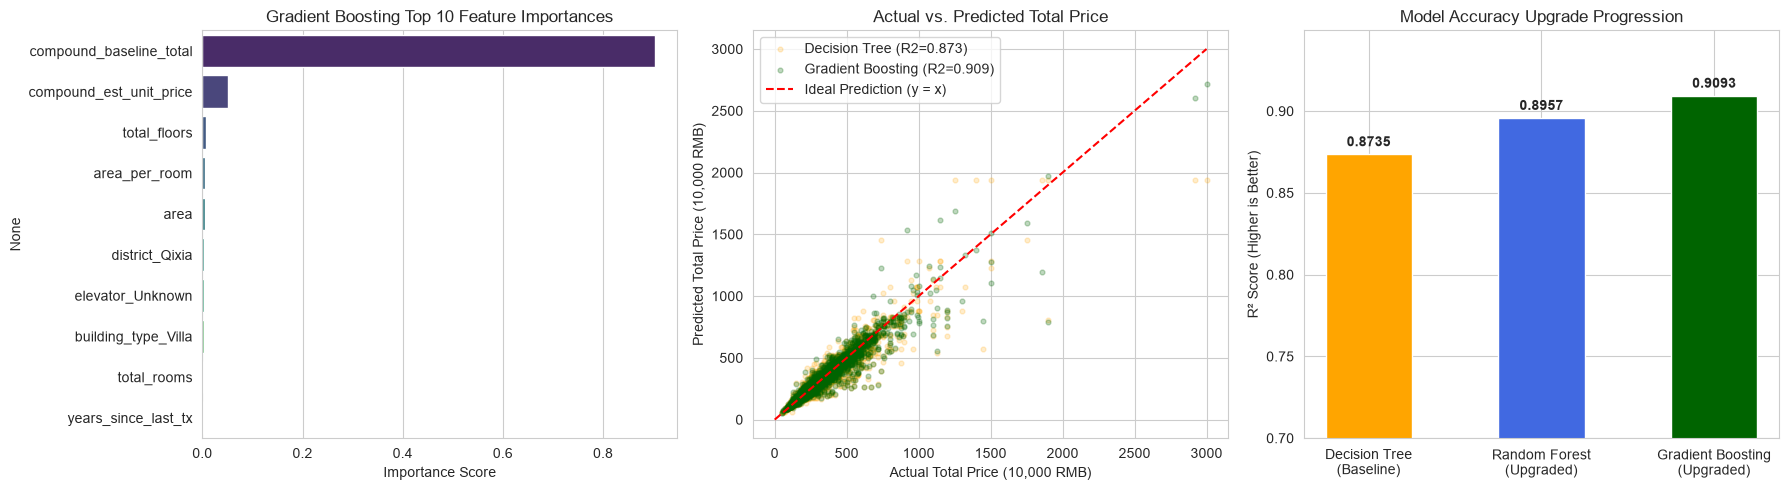 Gradient Boosting Top 10 Feature Importances
None
compound_baseline_total
compound_est_unit_price
total_floors
area_per_room
area
district_Qixia
elevator_Unknown
building_type_Villa
total_rooms
years_since_last_tx
0.0 0.2 0.4 0.6 0.8
Importance Score
Actual vs. Predicted Total Price
Decision Tree (R2=0.873)
Gradient Boosting (R2=0.909)
Ideal Prediction (y = x)
Predicted Total Price (10,000 RMB)
3000
2500
2000
1500
1000
500
0
0 500 1000 1500 2000 2500 3000
Actual Total Price (10,000 RMB)
Model Accuracy Upgrade Progression
R² Score (Higher is Better)
0.90
0.85
0.80
0.75
0.70
0.8735
0.8957
0.9093
Decision Tree
(Baseline)
Random Forest
(Upgraded)
Gradient Boosting
(Upgraded)